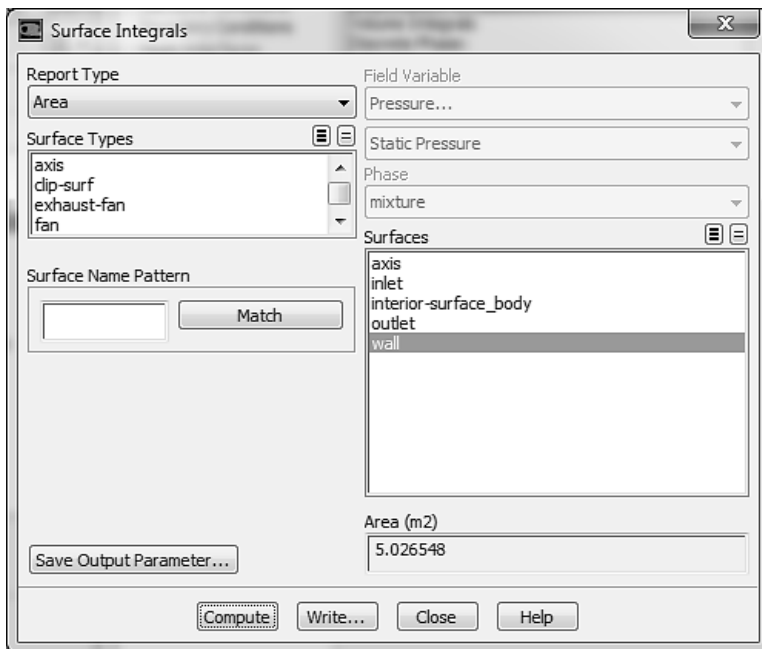 Surface Integrals
Report Type
Area
Surface Types
axis
clip-surf
exhaust-fan
fan
Surface Name Pattern
Match
Save Output Parameter...
Field Variable
Pressure...
Static Pressure
Phase
mixture
Surfaces
axis
inlet
interior-surface_body
outlet
wall
Area (m2)
5.026548
Compute
Write...
Close
Help